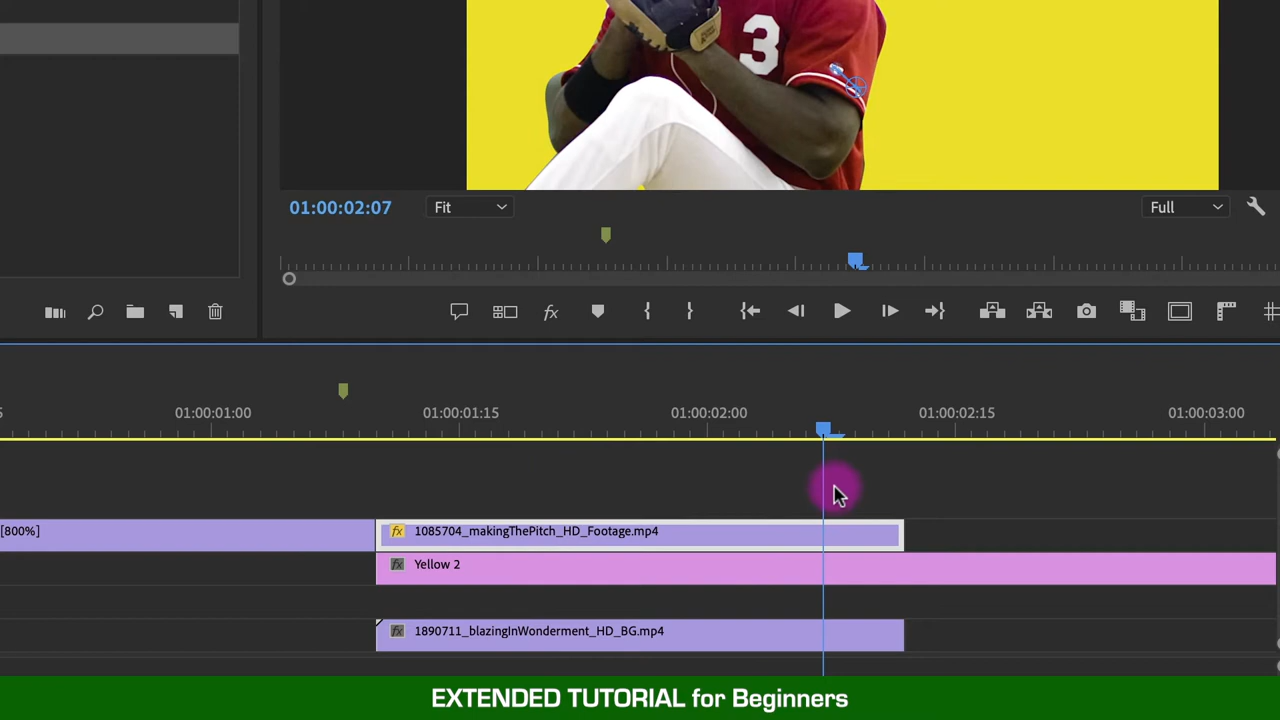 3
01:00:02:07
Fit
Full
01:00:01:00
01:00:01:15
01:00:02:00
01:00:02:15
01:00:03:00
[800%]
fx 1085704_makingThePitch_HD_Footage.mp4
fx Yellow 2
fx 1890711_blazingInWonderment_HD_BG.mp4
EXTENDED TUTORIAL for Beginners